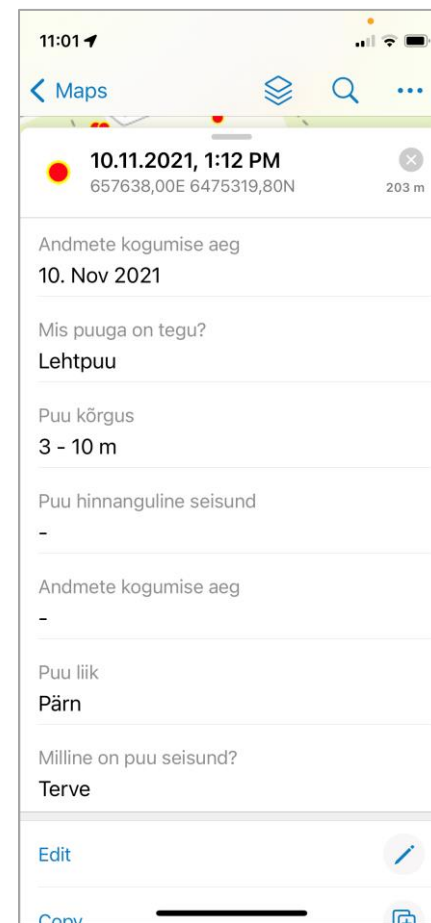 11:01
Maps
10.11.2021, 1:12 PM
657638,00E 6475319,80N
203 m
Andmete kogumise aeg
10. Nov 2021
Mis puuga on tegu?
Lehtpuu
Puu kõrgus
3 - 10 m
Puu hinnanguline seisund
-
Andmete kogumise aeg
-
Puu liik
Pärn
Milline on puu seisund?
Terve
Edit
Copy